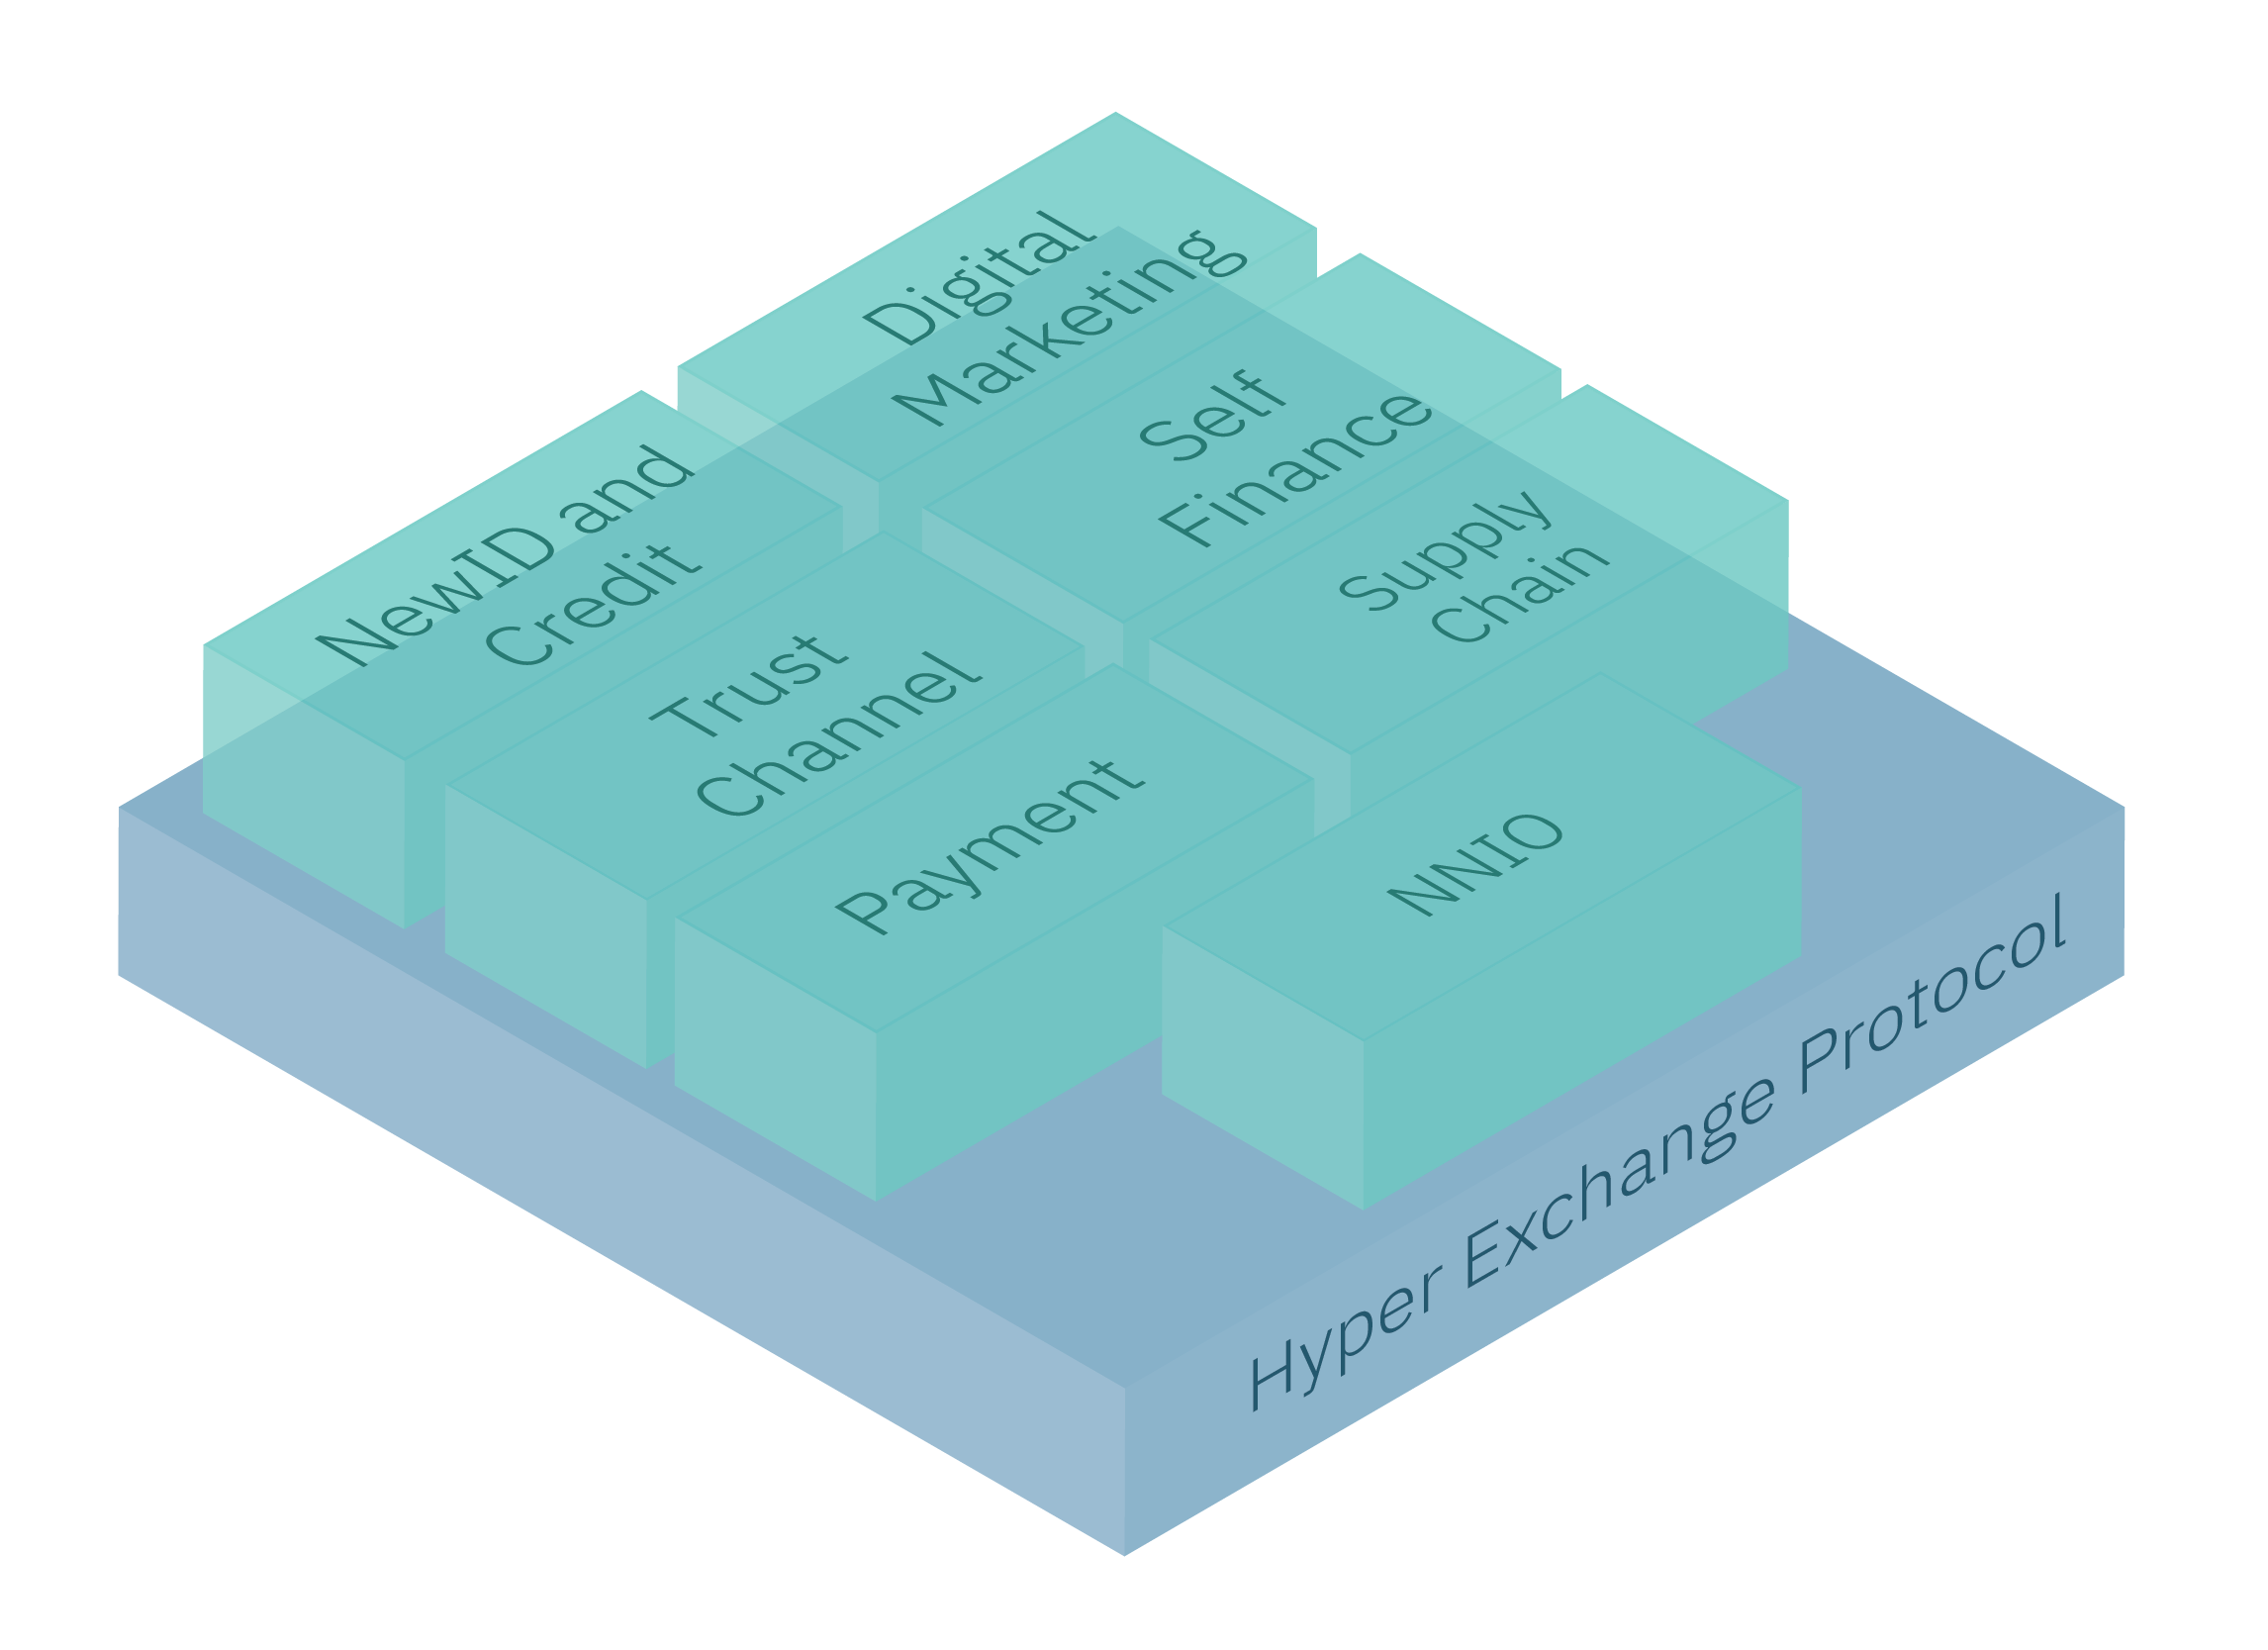 Digital
Marketing
Self
Finance
Supply
Chain
NewID and
Credit
Trust
Channel
Payment
NNIO
Hyper Exchange Protocol